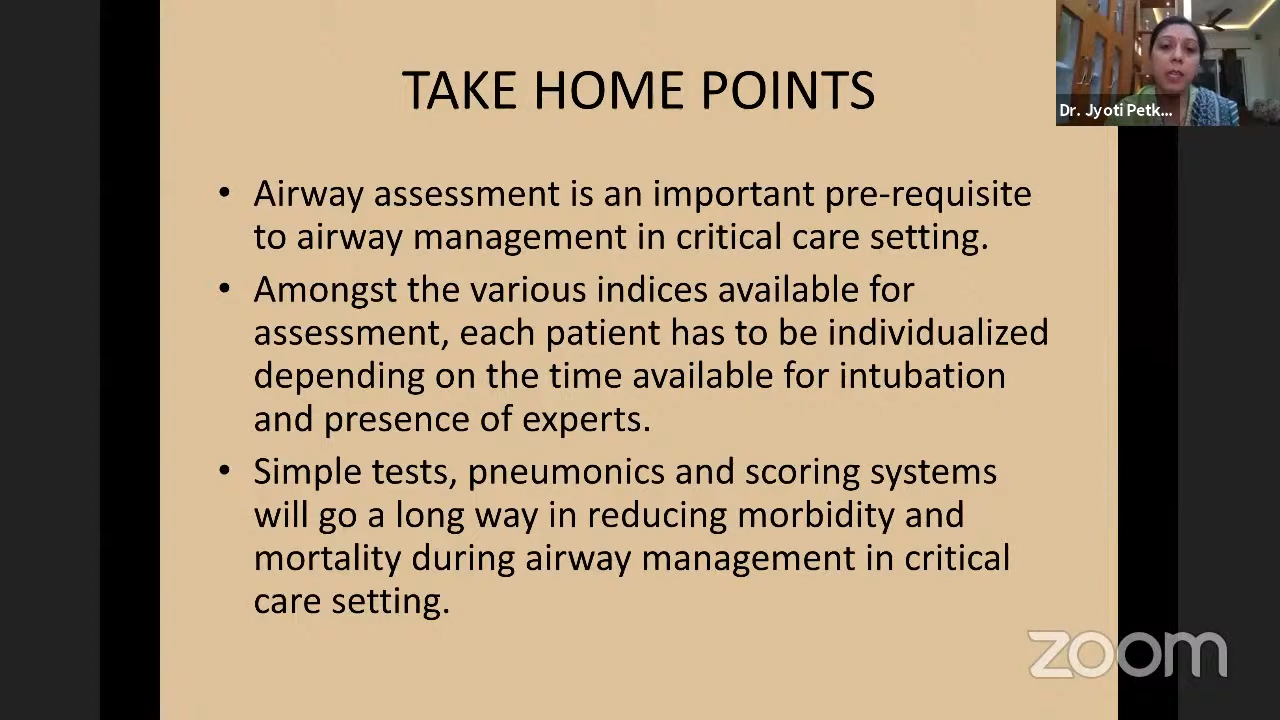 TAKE HOME POINTS
Dr. Jyoti Petk...
• Airway assessment is an important pre-requisite
to airway management in critical care setting.
• Amongst the various indices available for
assessment, each patient has to be individualized
depending on the time available for intubation
and presence of experts.
• Simple tests, pneumonics and scoring systems
will go a long way in reducing morbidity and
mortality during airway management in critical
care setting.
zoom